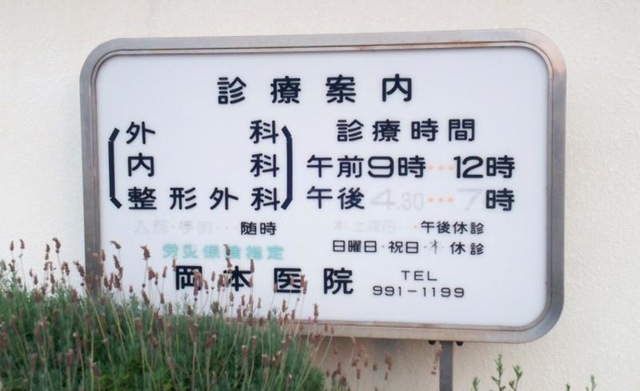 診療案内
外科
内科
整形外科
診療時間
午前9時…12時
午後4.30…7時
随時
午後休診
労災保険指定
日曜日・祝日・木 休診
岡本医院
TEL
991-1199